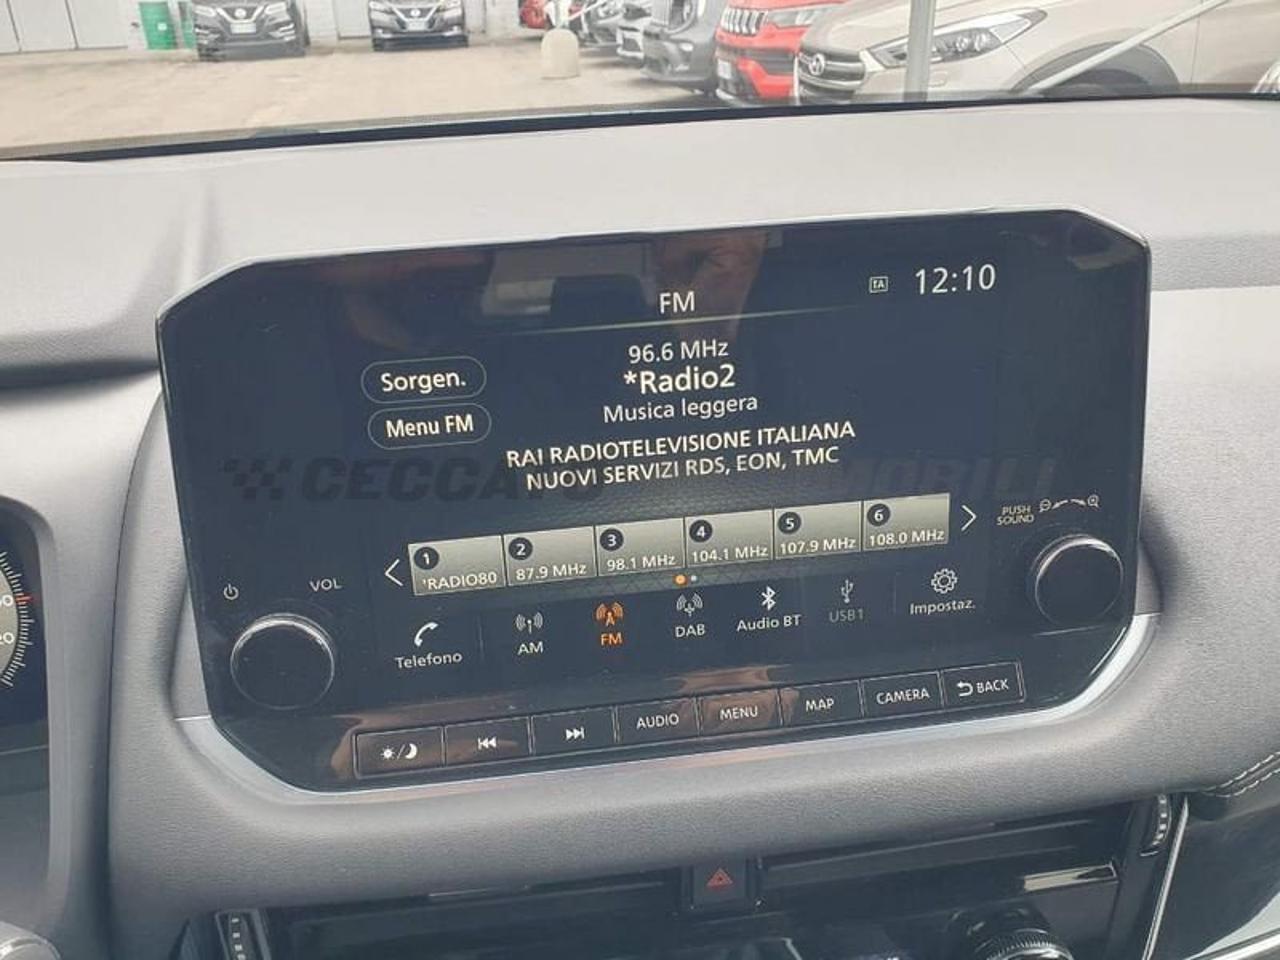 FM
TA
12:10
96.6 MHz
*Radio2
Musica leggera
Sorgen.
Menu FM
RAI RADIOTELEVISIONE ITALIANA
NUOVI SERVIZI RDS, EON, TMC
PUSH
SOUND
1 'RADIO80
2 87.9 MHz
3 98.1 MHz
4 104.1 MHz
5 107.9 MHz
6 108.0 MHz
VOL
Telefono
AM
FM
DAB
Audio BT
USB1
Impostaz.
AUDIO
MENU
MAP
CAMERA
BACK